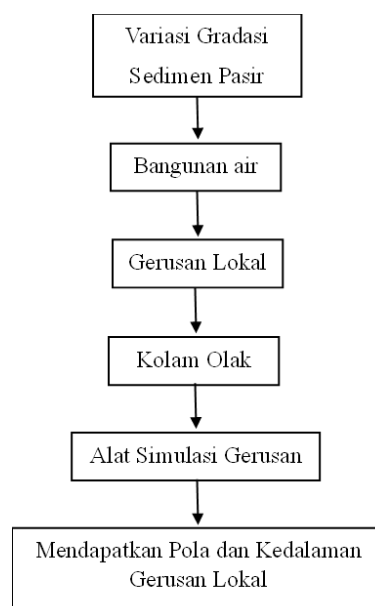 Variasi Gradasi
Sedimen Pasir
Bangunan air
Gerusan Lokal
Kolam Olak
Alat Simulasi Gerusan
Mendapatkan Pola dan Kedalaman
Gerusan Lokal